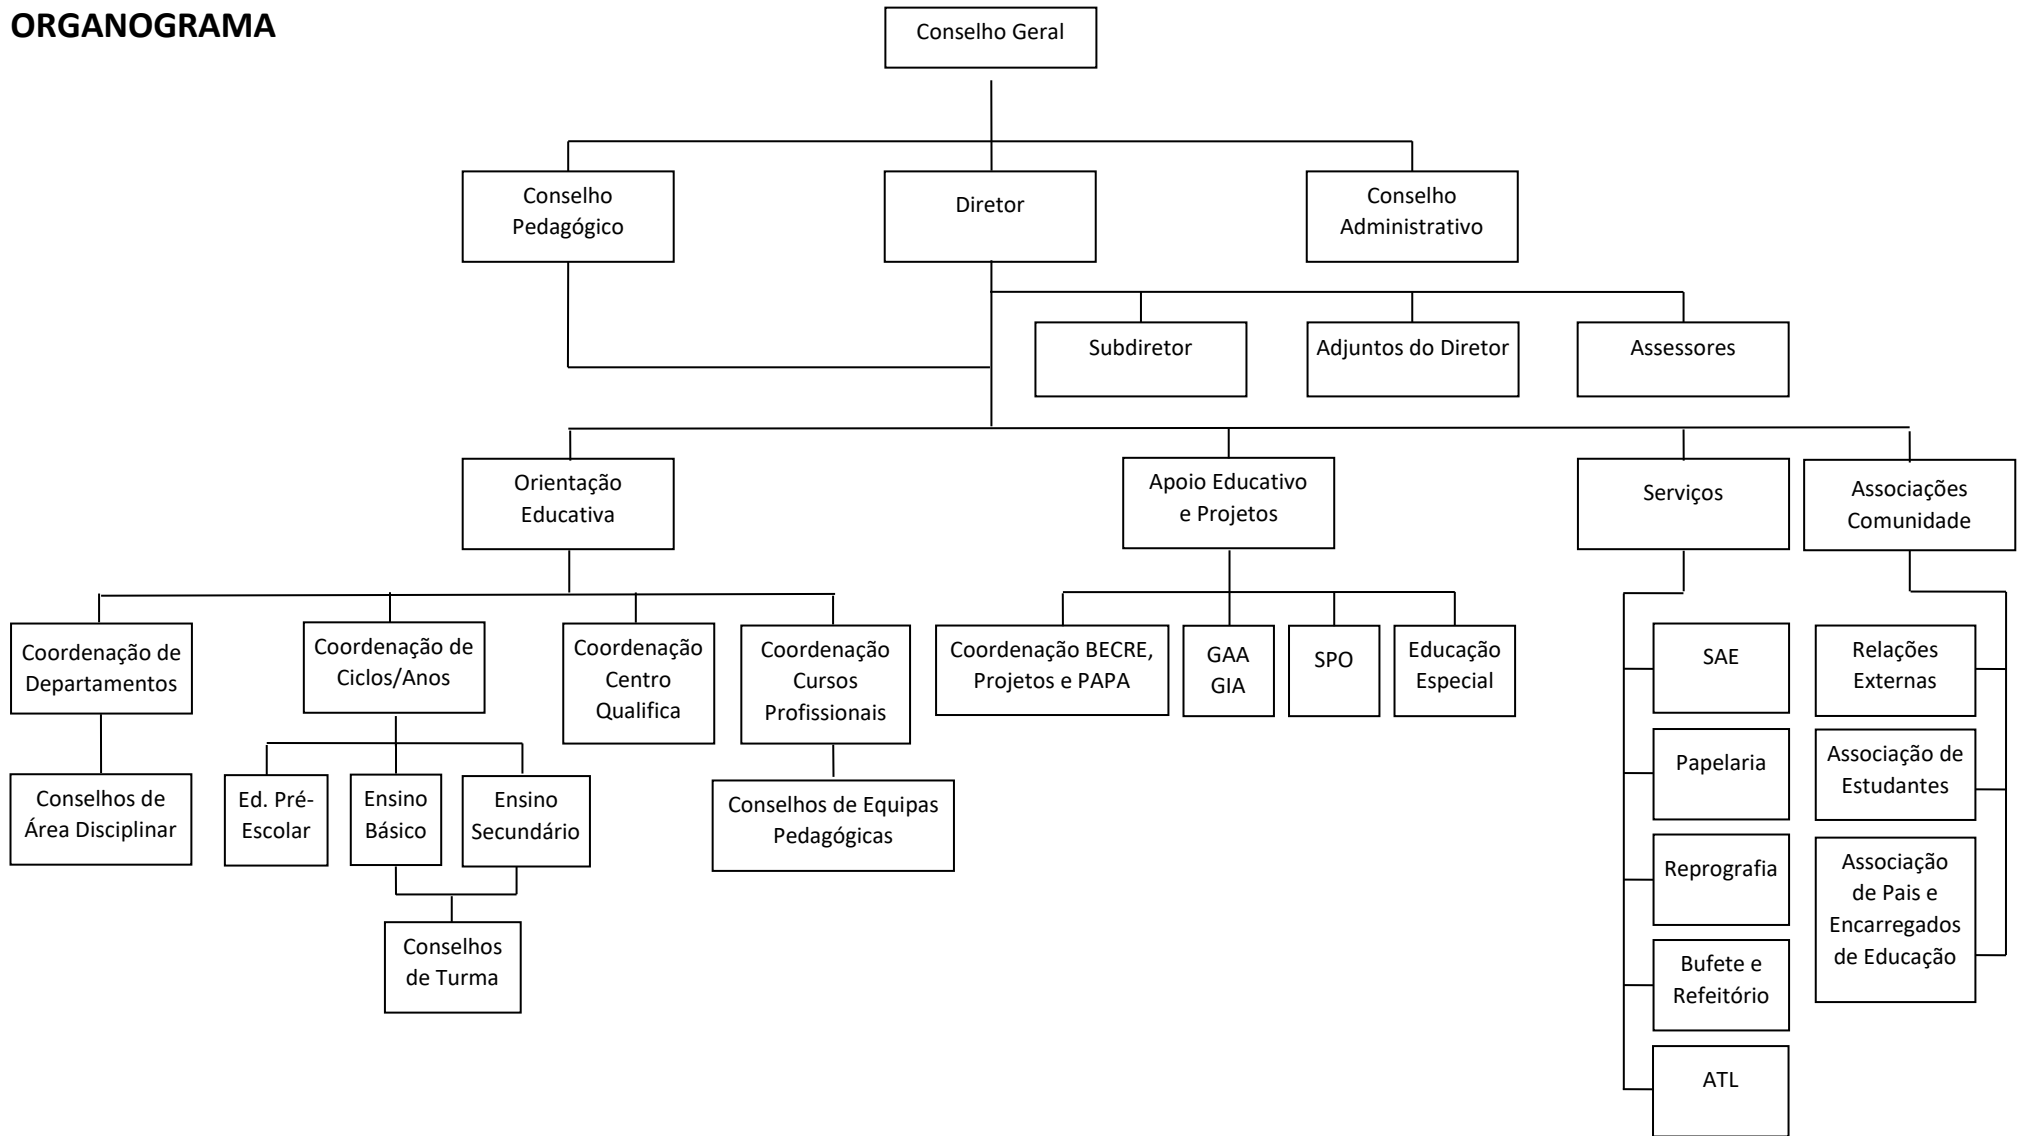 ORGANOGRAMA
Conselho Geral
Conselho
Pedagógico
Diretor
Conselho
Administrativo
Subdiretor
Adjuntos do Diretor
Assessores
Orientação
Educativa
Apoio Educativo
e Projetos
Serviços
Associações
Comunidade
Coordenação de
Departamentos
Coordenação de
Ciclos/Anos
Coordenação
Centro
Qualifica
Coordenação
Cursos
Profissionais
Coordenação BECRE,
Projetos e PAPA
GAA
GIA
SPO
Educação
Especial
SAE
Relações
Externas
Conselhos de
Área Disciplinar
Ed. Pré-
Escolar
Ensino
Básico
Ensino
Secundário
Conselhos de Equipas
Pedagógicas
Papelaria
Associação de
Estudantes
Reprografia
Associação
de Pais e
Encarregados
de Educação
Conselhos
de Turma
Bufete e
Refeitório
ATL